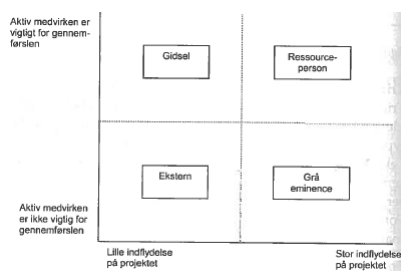 Aktiv medvirken er
vigtigt for gennem-
førslen
Gidsel
Ressource-
person
Ekstern
Grå
eminence
Aktiv medvirken
er ikke vigtig for
gennemførslen
Lille indflydelse
på projektet
Stor indflydelse
på projektet